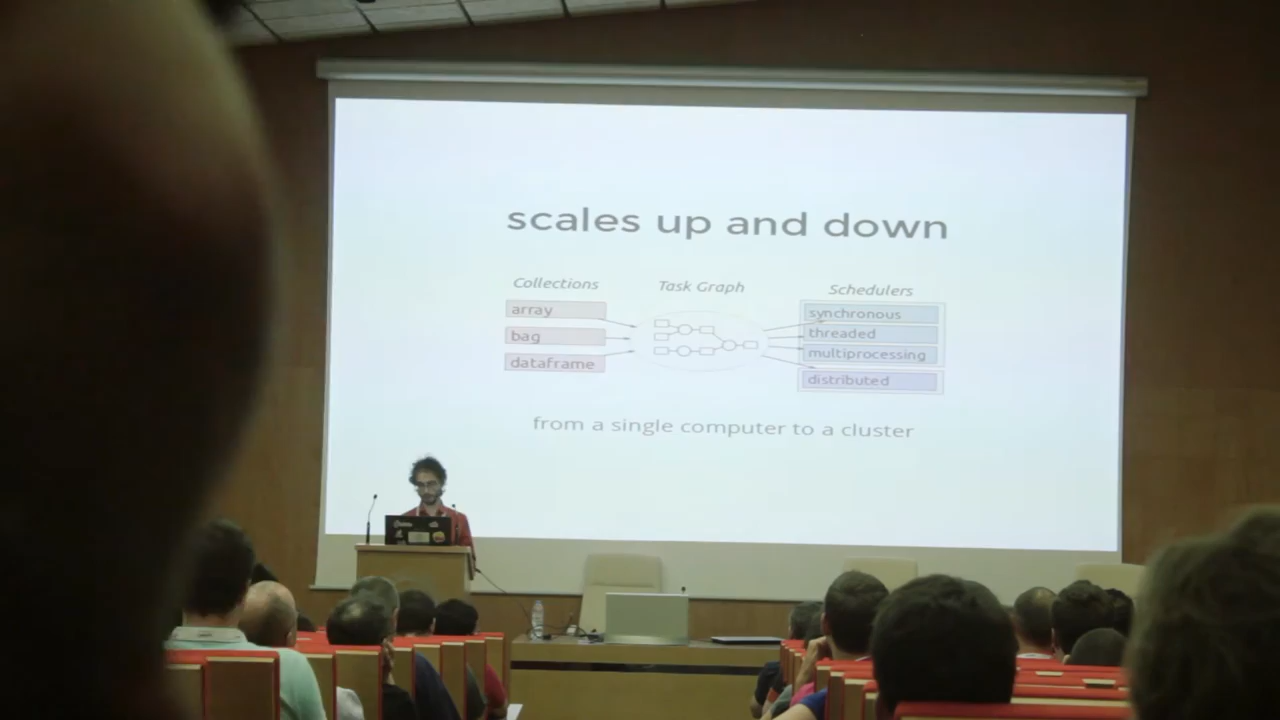 scales up and down
Collections
Task Graph
Schedulers
array
bag
dataframe
synchronous
threaded
multiprocessing
distributed
from a single computer to a cluster